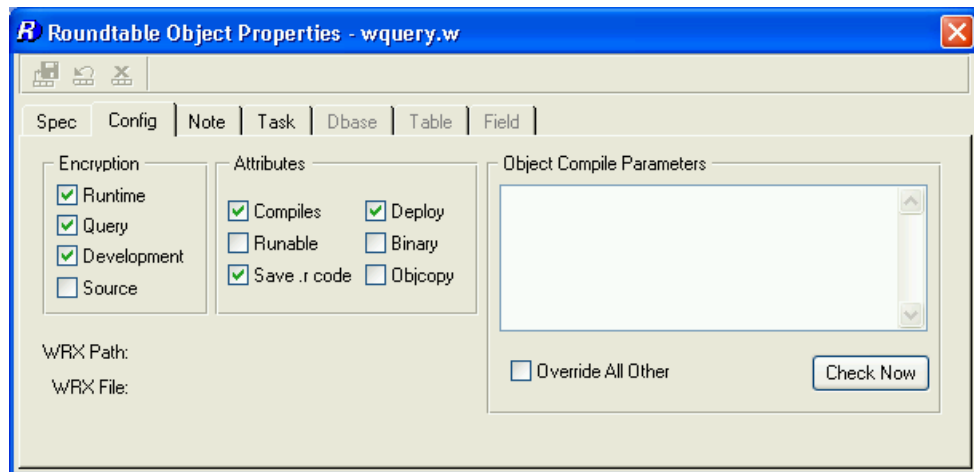 Roundtable Object Properties - wquery.w
Spec Config Note Task Dbase Table Field
Encryption
Runtime
Query
Development
Source
Attributes
Compiles Deploy
Runable Binary
Save .r code Objcopy
Object Compile Parameters
Override All Other Check Now
WRX Path:
WRX File: